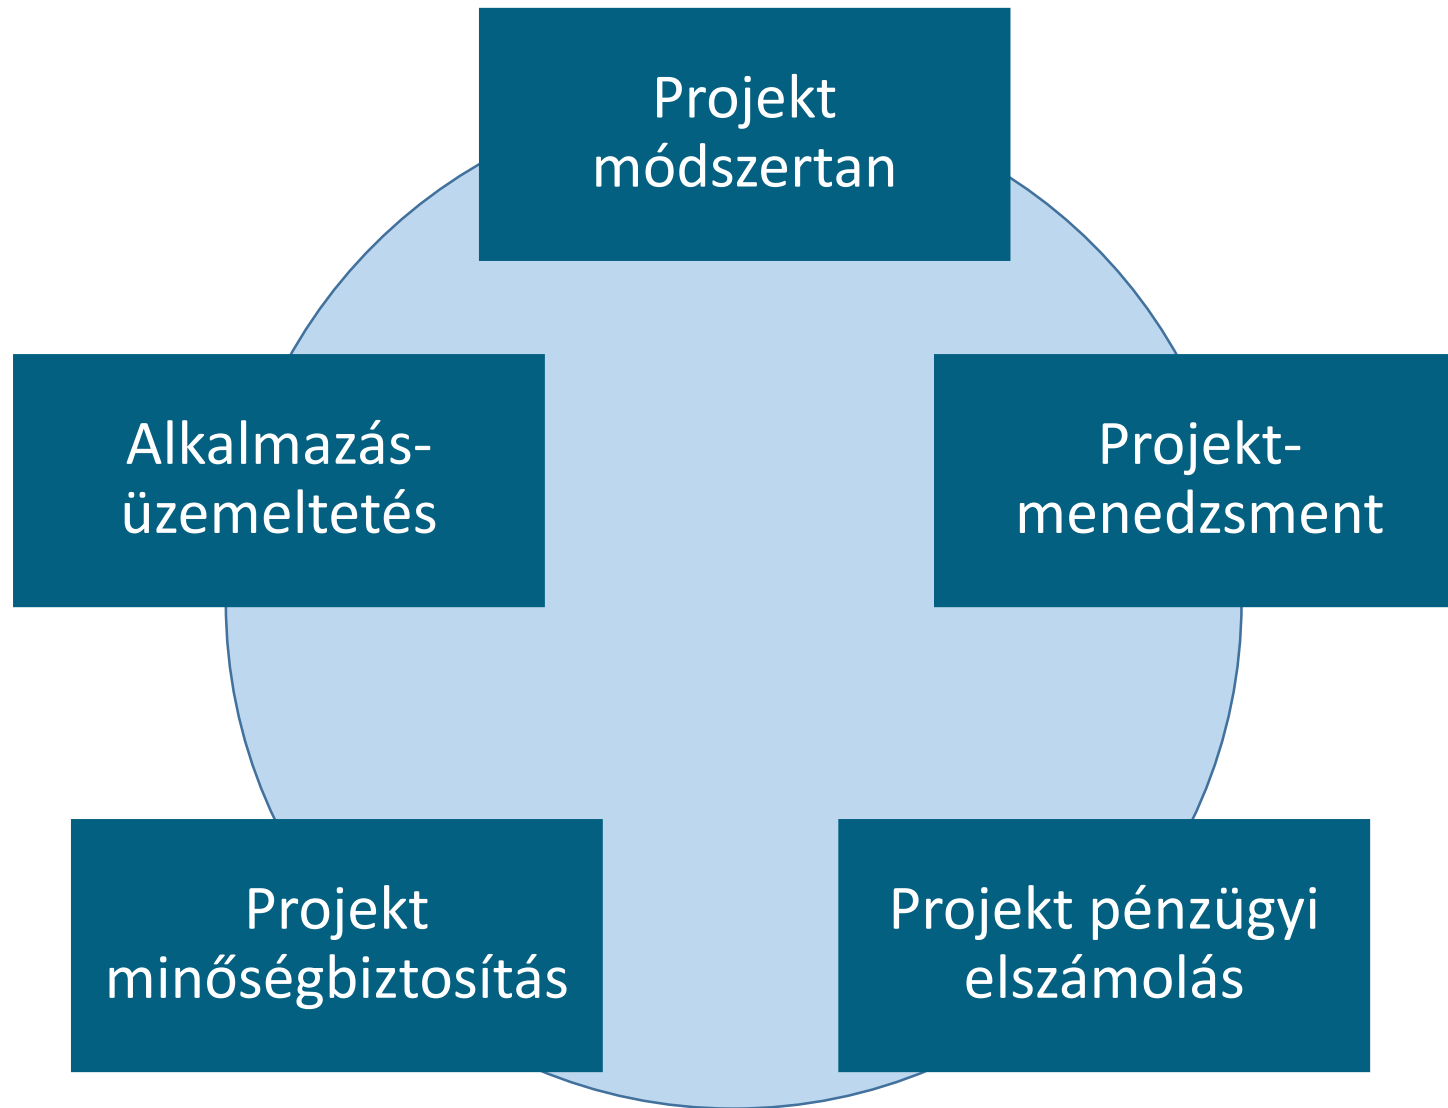 Projekt
módszertan
Alkalmazás-
üzemeltetés
Projekt-
menedzsment
Projekt
minőségbiztosítás
Projekt pénzügyi
elszámolás